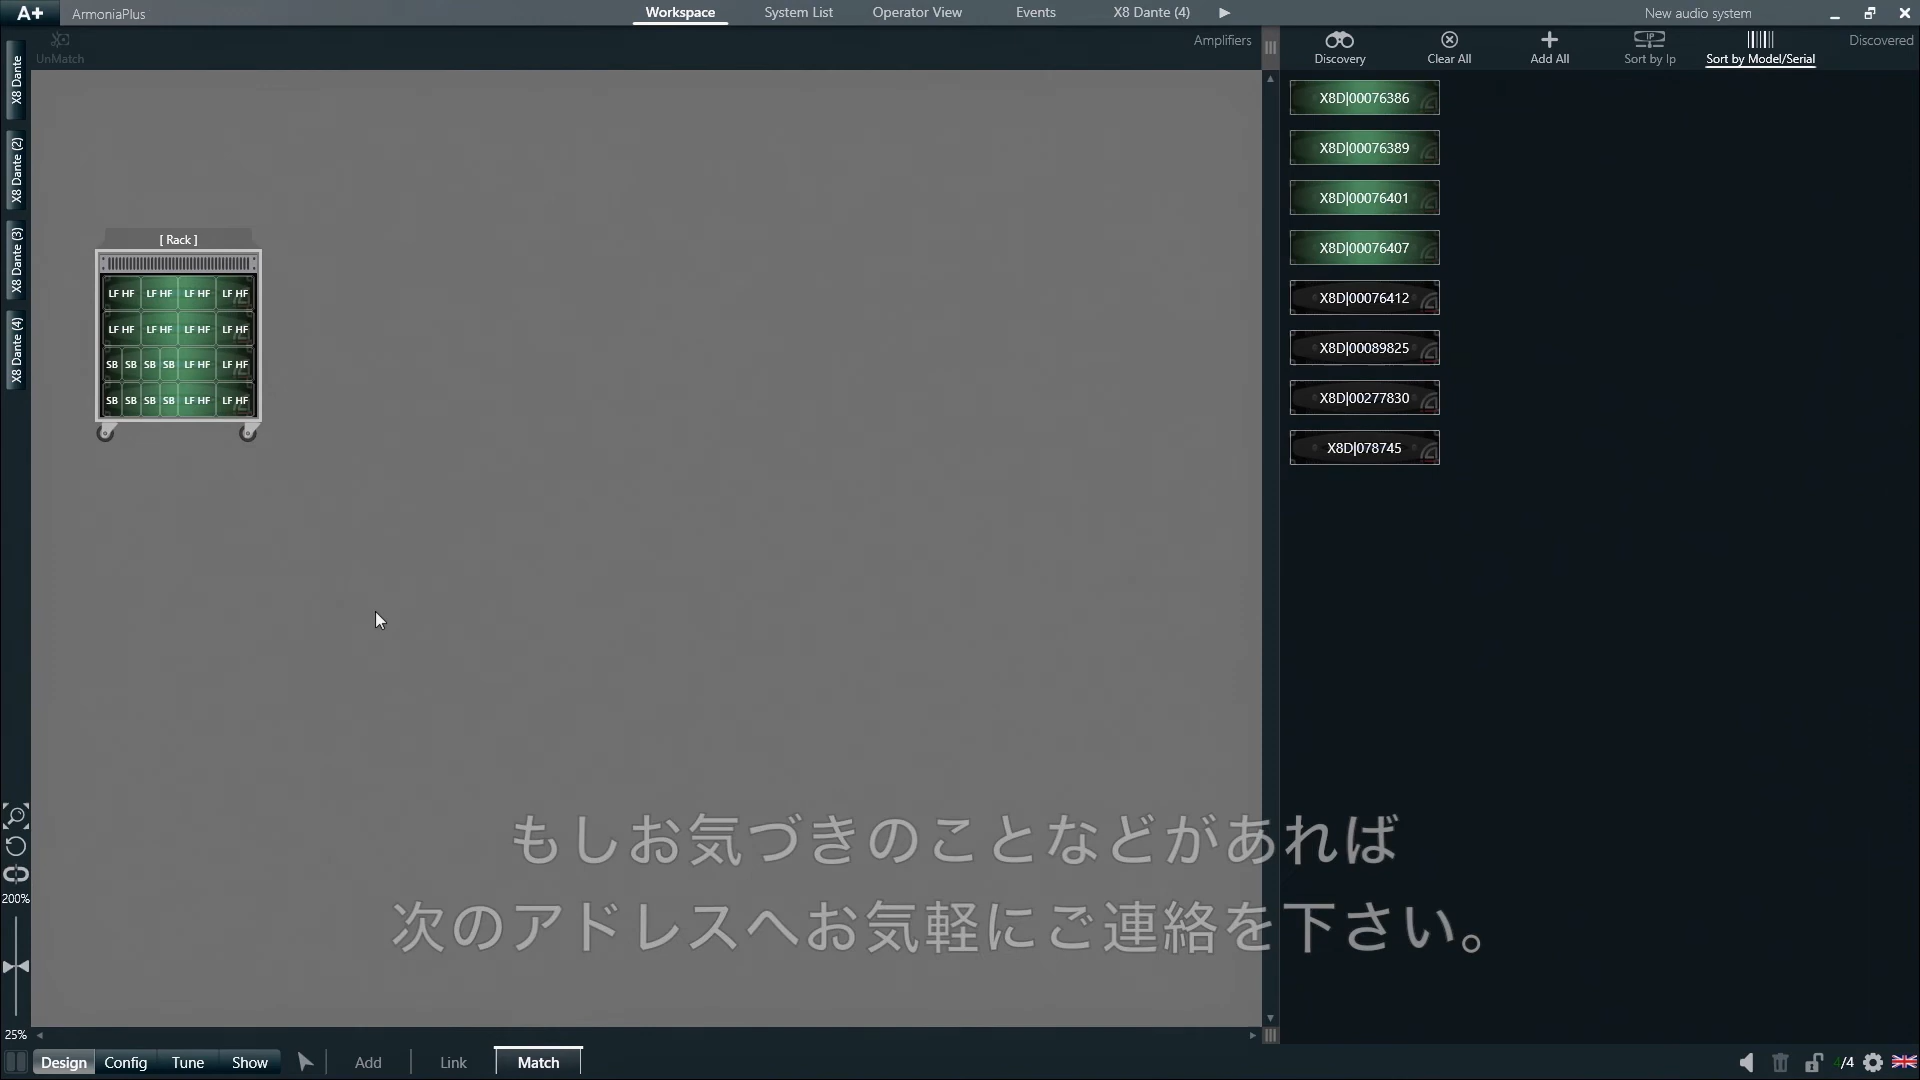 A+ ArmoniaPlus Workspace System List Operator View Events X8 Dante (4) New audio system
UnMatch Amplifiers Discovery Clear All Add All Sort by Ip Sort by Model/Serial Discovered
X8 Dante
X8 Dante (2)
X8 Dante (3)
X8 Dante (4)
[ Rack ]
LF HF LF HF LF HF LF HF
LF HF LF HF LF HF LF HF
SB SB SB SB LF HF LF HF
SB SB SB SB LF HF LF HF
X8D|00076386
X8D|00076389
X8D|00076401
X8D|00076407
X8D|00076412
X8D|00089825
X8D|00277830
X8D|078745
もしお気づきのことなどがあれば
次のアドレスへお気軽にご連絡を下さい。
200%
25%
Design Config Tune Show Add Link Match 4/4